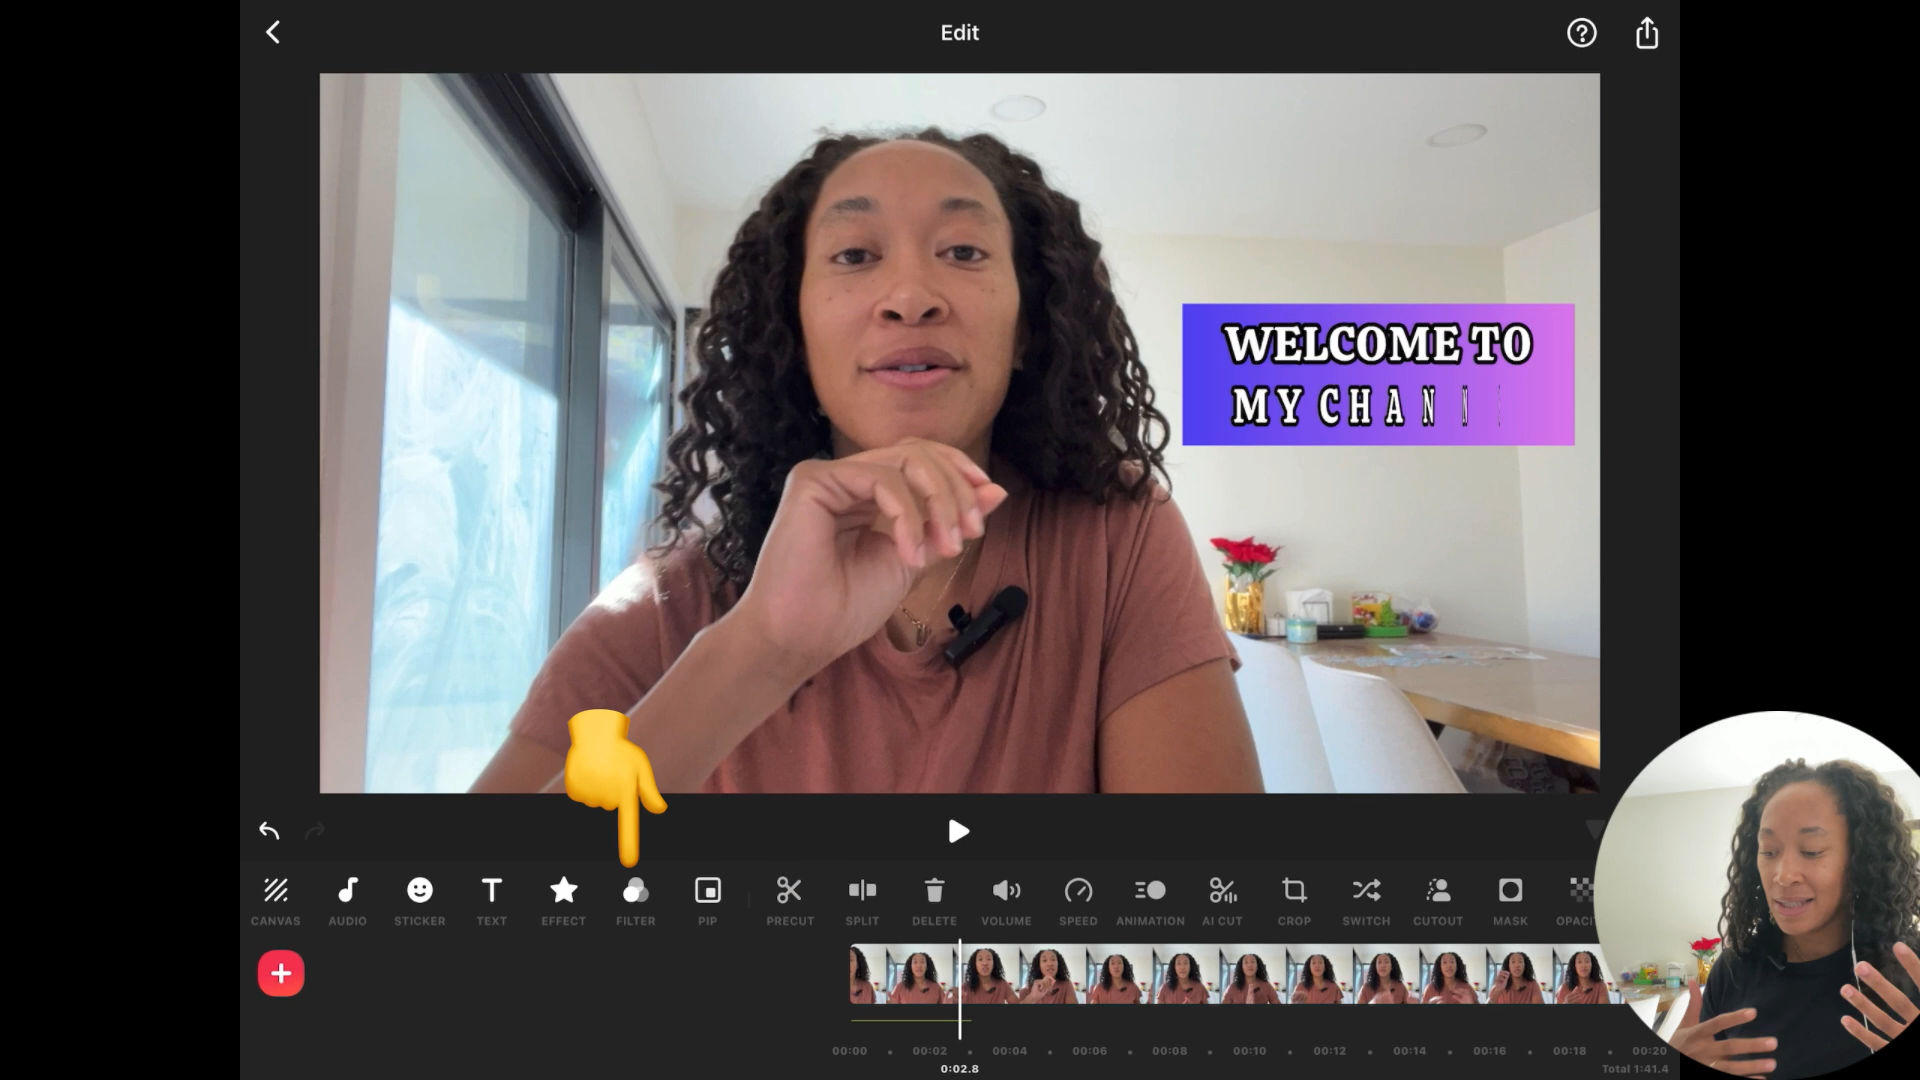 Edit
WELCOME TO
MY CHANN
CANVAS
AUDIO
STICKER
TEXT
EFFECT
FILTER
PIP
PRECUT
SPLIT
DELETE
VOLUME
SPEED
ANIMATION
AI CUT
CROP
SWITCH
CUTOUT
MASK
OPACI
00:00
00:02
00:04
00:06
00:08
00:10
00:12
00:14
00:16
00:18
00:20
0:02.8
Total 1:41.4